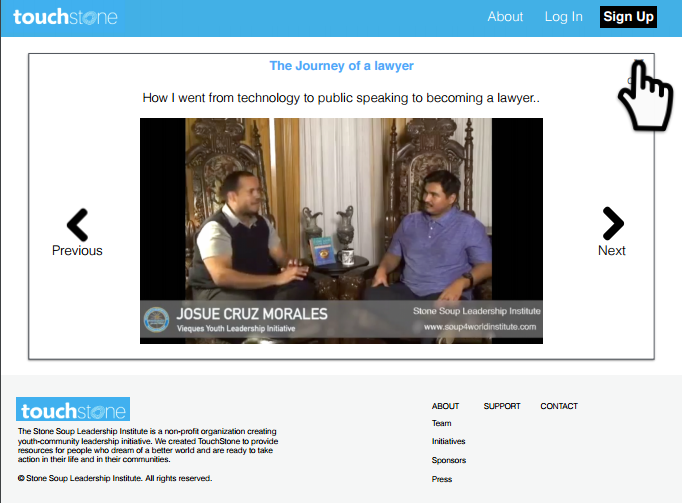 touchstone
About Log In Sign Up
The Journey of a lawyer
How I went from technology to public speaking to becoming a lawyer..
Previous
Next
JOSUE CRUZ MORALES
Vieques Youth Leadership Initiative
Stone Soup Leadership Institute
www.soup4worldinstitute.com
touchstone
The Stone Soup Leadership Institute is a non-profit organization creating
youth-community leadership initiative. We created TouchStone to provide
resources for people who dream of a better world and are ready to take
action in their life and in their communities.
© Stone Soup Leadership Institute. All rights reserved.
ABOUT SUPPORT CONTACT
Team
Initiatives
Sponsors
Press